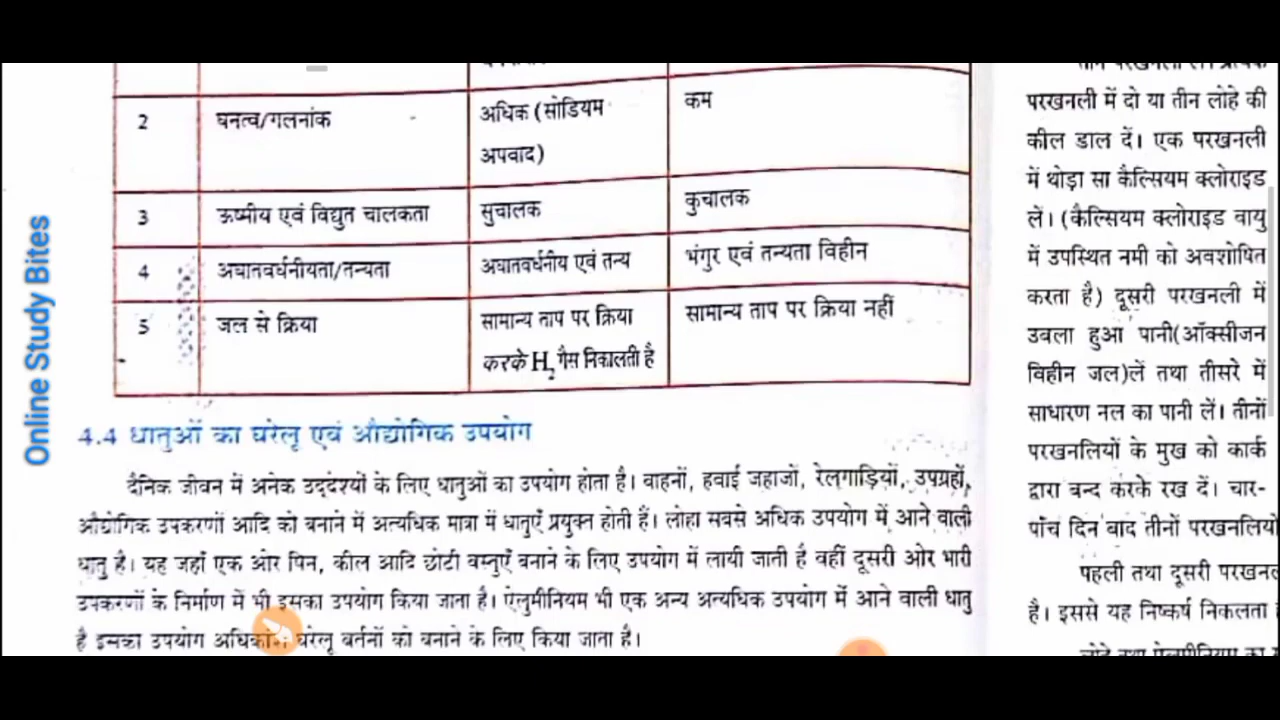 Online Study Bites
2 घनत्व/गलनांक अधिक (सोडियम कम
अपवाद)
3 ऊष्मीय एवं विद्युत चालकता सुचालक कुचालक
4 अघातवर्धनीयता/तन्यता अघातवर्धनीय एवं तन्य भंगुर एवं तन्यता विहीन
5 जल से क्रिया सामान्य ताप पर क्रिया सामान्य ताप पर क्रिया नहीं
करके H2 गैस निकालती है
4.4 धातुओं का घरेलू एवं औद्योगिक उपयोग
दैनिक जीवन में अनेक उद्देश्यों के लिए धातुओं का उपयोग होता है। वाहनों, हवाई जहाजों, रेलगाड़ियों, उपग्रहों,
औद्योगिक उपकरणों आदि को बनाने में अत्यधिक मात्रा में धातुएँ प्रयुक्त होती हैं। लोहा सबसे अधिक उपयोग में आने वाली
धातु है। यह जहाँ एक ओर पिन, कील आदि छोटी वस्तुएँ बनाने के लिए उपयोग में लायी जाती है वहीं दूसरी ओर भारी
उपकरणों के निर्माण में भी इसका उपयोग किया जाता है। ऐलुमीनियम भी एक अन्य अत्यधिक उपयोग में आने वाली धातु
है इसका उपयोग घरेलू बर्तनों को बनाने के लिए किया जाता है।
परखनली में दो या तीन लोहे की
कील डाल दें। एक परखनली
में थोड़ा सा कैल्सियम क्लोराइड
लें। (कैल्सियम क्लोराइड वायु
में उपस्थित नमी को अवशोषित
करता है) दूसरी परखनली में
उबला हुआ पानी(ऑक्सीजन
विहीन जल)लें तथा तीसरे में
साधारण नल का पानी लें। तीनों
परखनलियों के मुख को कार्क
द्वारा बन्द करके रख दें। चार-
पाँच दिन बाद तीनों परखनलियो
पहली तथा दूसरी
है। इससे यह निष्कर्ष निकलता